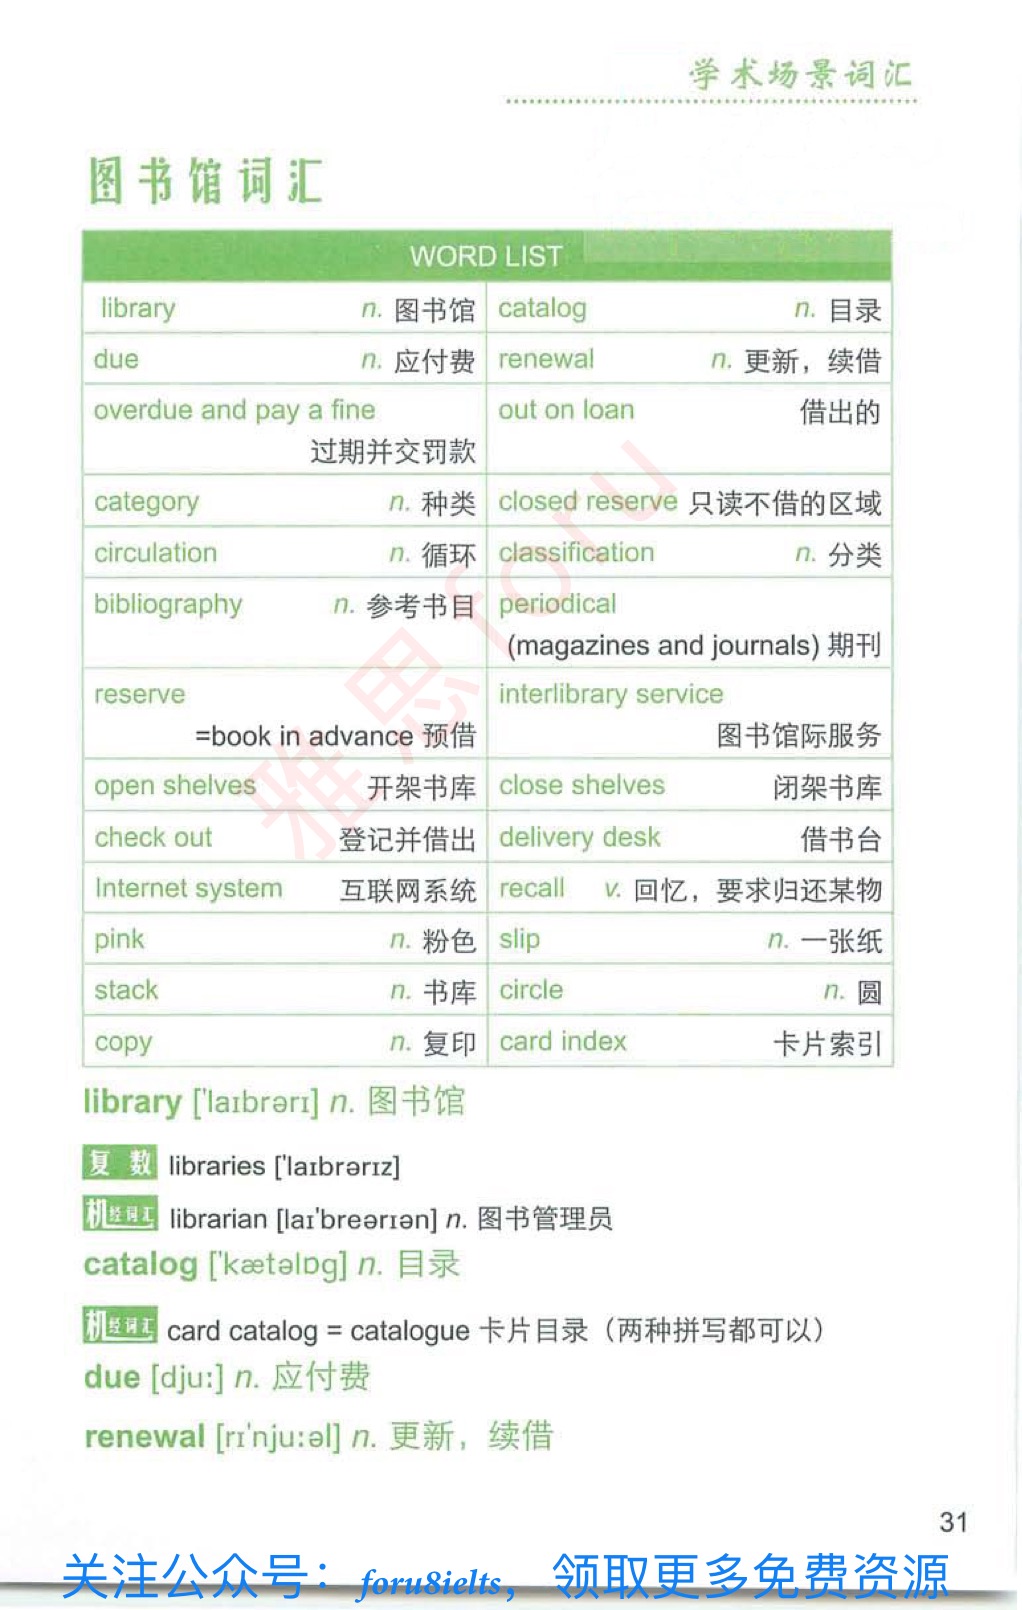 学术场景词汇
图书馆词汇
WORD LIST
library n. 图书馆 catalog n. 目录
due n. 应付费 renewal n. 更新，续借
overdue and pay a fine out on loan 借出的
过期并交罚款
category n. 种类 closed reserve 只读不借的区域
circulation n. 循环 classification n. 分类
bibliography n. 参考书目 periodical
(magazines and journals) 期刊
reserve interlibrary service
=book in advance 预借 图书馆际服务
open shelves 开架书库 close shelves 闭架书库
check out 登记并借出 delivery desk 借书台
Internet system 互联网系统 recall v. 回忆，要求归还某物
pink n. 粉色 slip n. 一张纸
stack n. 书库 circle n. 圆
copy n. 复印 card index 卡片索引
library ['laɪbrərɪ] n. 图书馆
复数 libraries ['laɪbrərɪz]
机经词汇 librarian [laɪ'breərɪən] n. 图书管理员
catalog ['kætəlɒg] n. 目录
机经词汇 card catalog = catalogue 卡片目录（两种拼写都可以）
due [dju:] n. 应付费
renewal [rɪ'nju:əl] n. 更新，续借
31
雅思foru
关注公众号：foru8ielts，领取更多免费资源